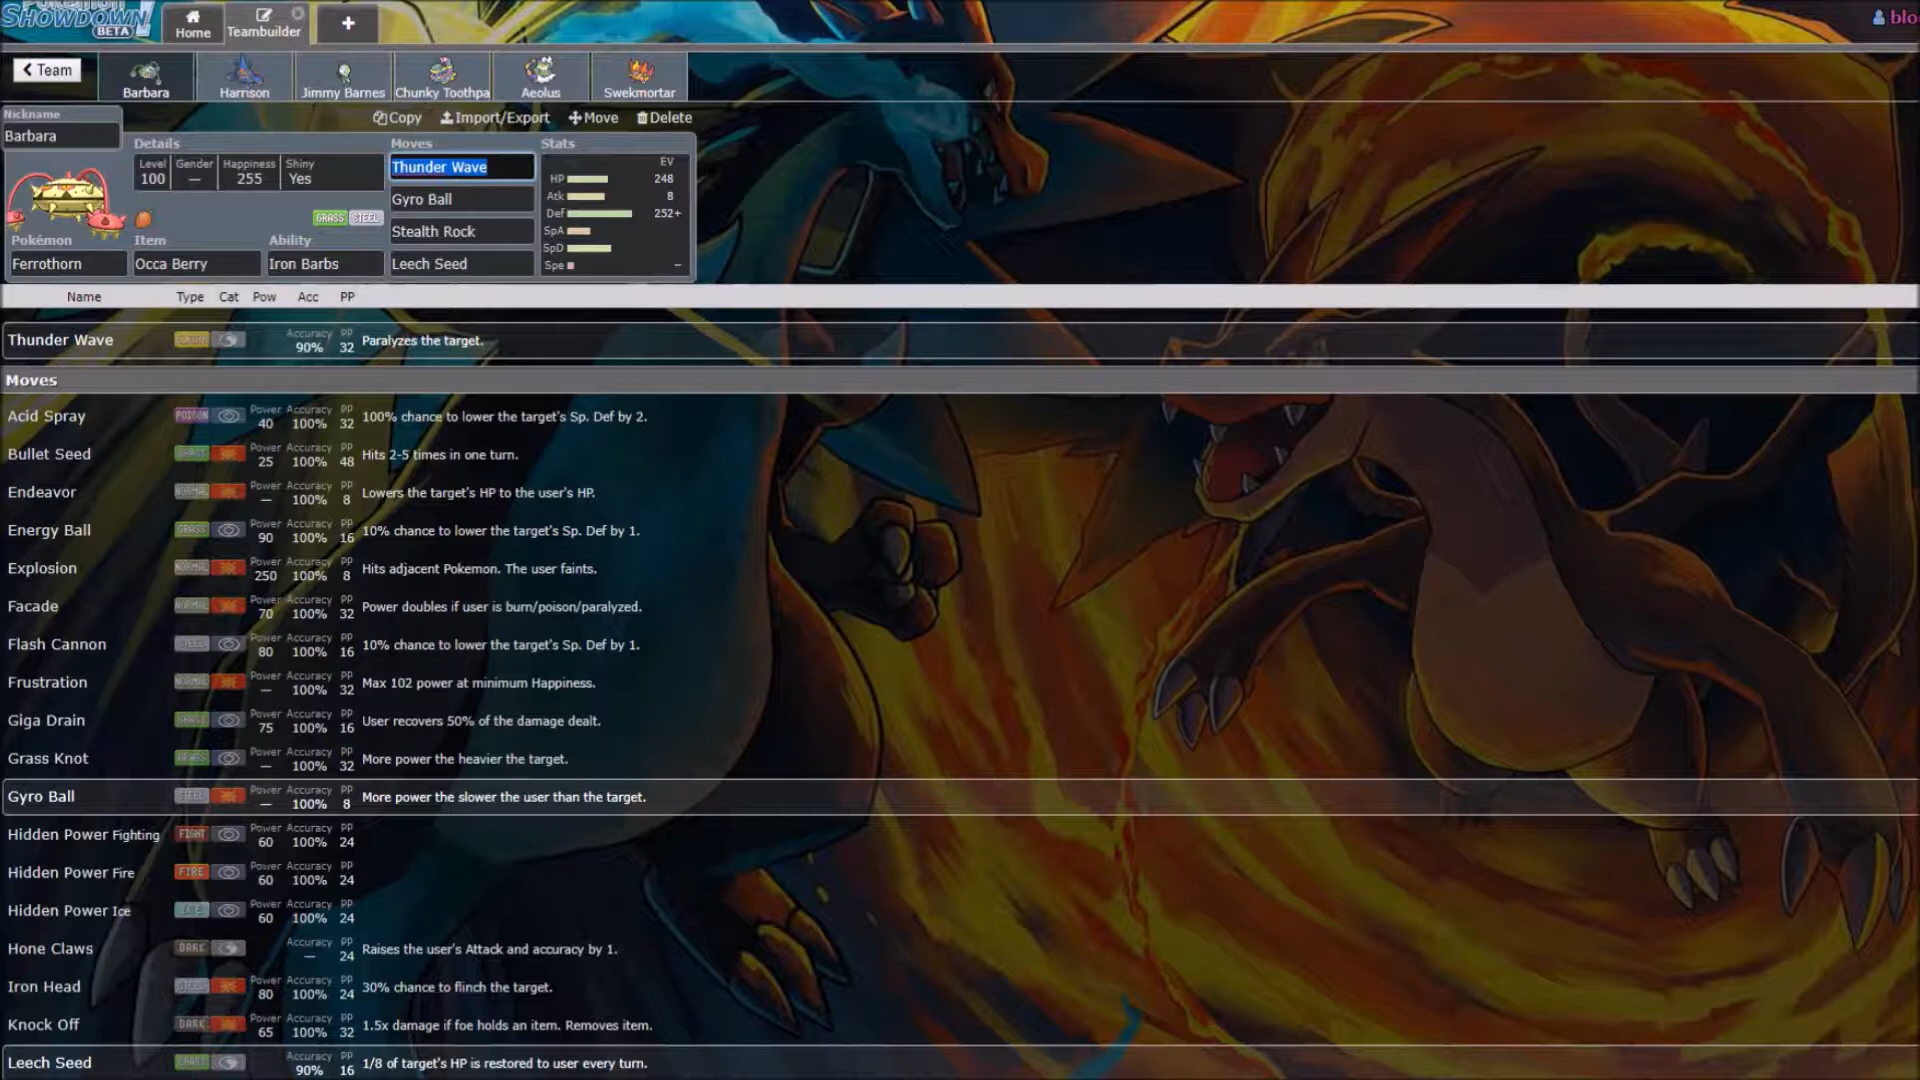 Pokémon
SHOWDOWN!
BETA
Home
Teambuilder
+
blo
Team
Barbara
Harrison
Jimmy Barnes
Chunky Toothpa
Aeolus
Swekmortar
Copy
Import/Export
Move
Delete
Nickname
Barbara
Details
Level Gender Happiness Shiny
100 — 255 Yes
GRASS STEEL
Pokémon Item Ability
Ferrothorn Occa Berry Iron Barbs
Moves
Thunder Wave
Gyro Ball
Stealth Rock
Leech Seed
Stats
EV
HP 248
Atk 8
Def 252+
SpA
SpD
Spe –
Name Type Cat Pow Acc PP
Thunder Wave Accuracy 90% PP 32 Paralyzes the target.
Moves
Acid Spray POISON Power 40 Accuracy 100% PP 32 100% chance to lower the target's Sp. Def by 2.
Bullet Seed GRASS Power 25 Accuracy 100% PP 48 Hits 2-5 times in one turn.
Endeavor NORMAL Power — Accuracy 100% PP 8 Lowers the target's HP to the user's HP.
Energy Ball GRASS Power 90 Accuracy 100% PP 16 10% chance to lower the target's Sp. Def by 1.
Explosion NORMAL Power 250 Accuracy 100% PP 8 Hits adjacent Pokemon. The user faints.
Facade NORMAL Power 70 Accuracy 100% PP 32 Power doubles if user is burn/poison/paralyzed.
Flash Cannon STEEL Power 80 Accuracy 100% PP 16 10% chance to lower the target's Sp. Def by 1.
Frustration NORMAL Power — Accuracy 100% PP 32 Max 102 power at minimum Happiness.
Giga Drain GRASS Power 75 Accuracy 100% PP 16 User recovers 50% of the damage dealt.
Grass Knot GRASS Power — Accuracy 100% PP 32 More power the heavier the target.
Gyro Ball STEEL Power — Accuracy 100% PP 8 More power the slower the user than the target.
Hidden Power Fighting FIGHT Power 60 Accuracy 100% PP 24
Hidden Power Fire FIRE Power 60 Accuracy 100% PP 24
Hidden Power Ice ICE Power 60 Accuracy 100% PP 24
Hone Claws DARK Accuracy — PP 24 Raises the user's Attack and accuracy by 1.
Iron Head STEEL Power 80 Accuracy 100% PP 24 30% chance to flinch the target.
Knock Off DARK Power 65 Accuracy 100% PP 32 1.5x damage if foe holds an item. Removes item.
Leech Seed GRASS Accuracy 90% PP 16 1/8 of target's HP is restored to user every turn.